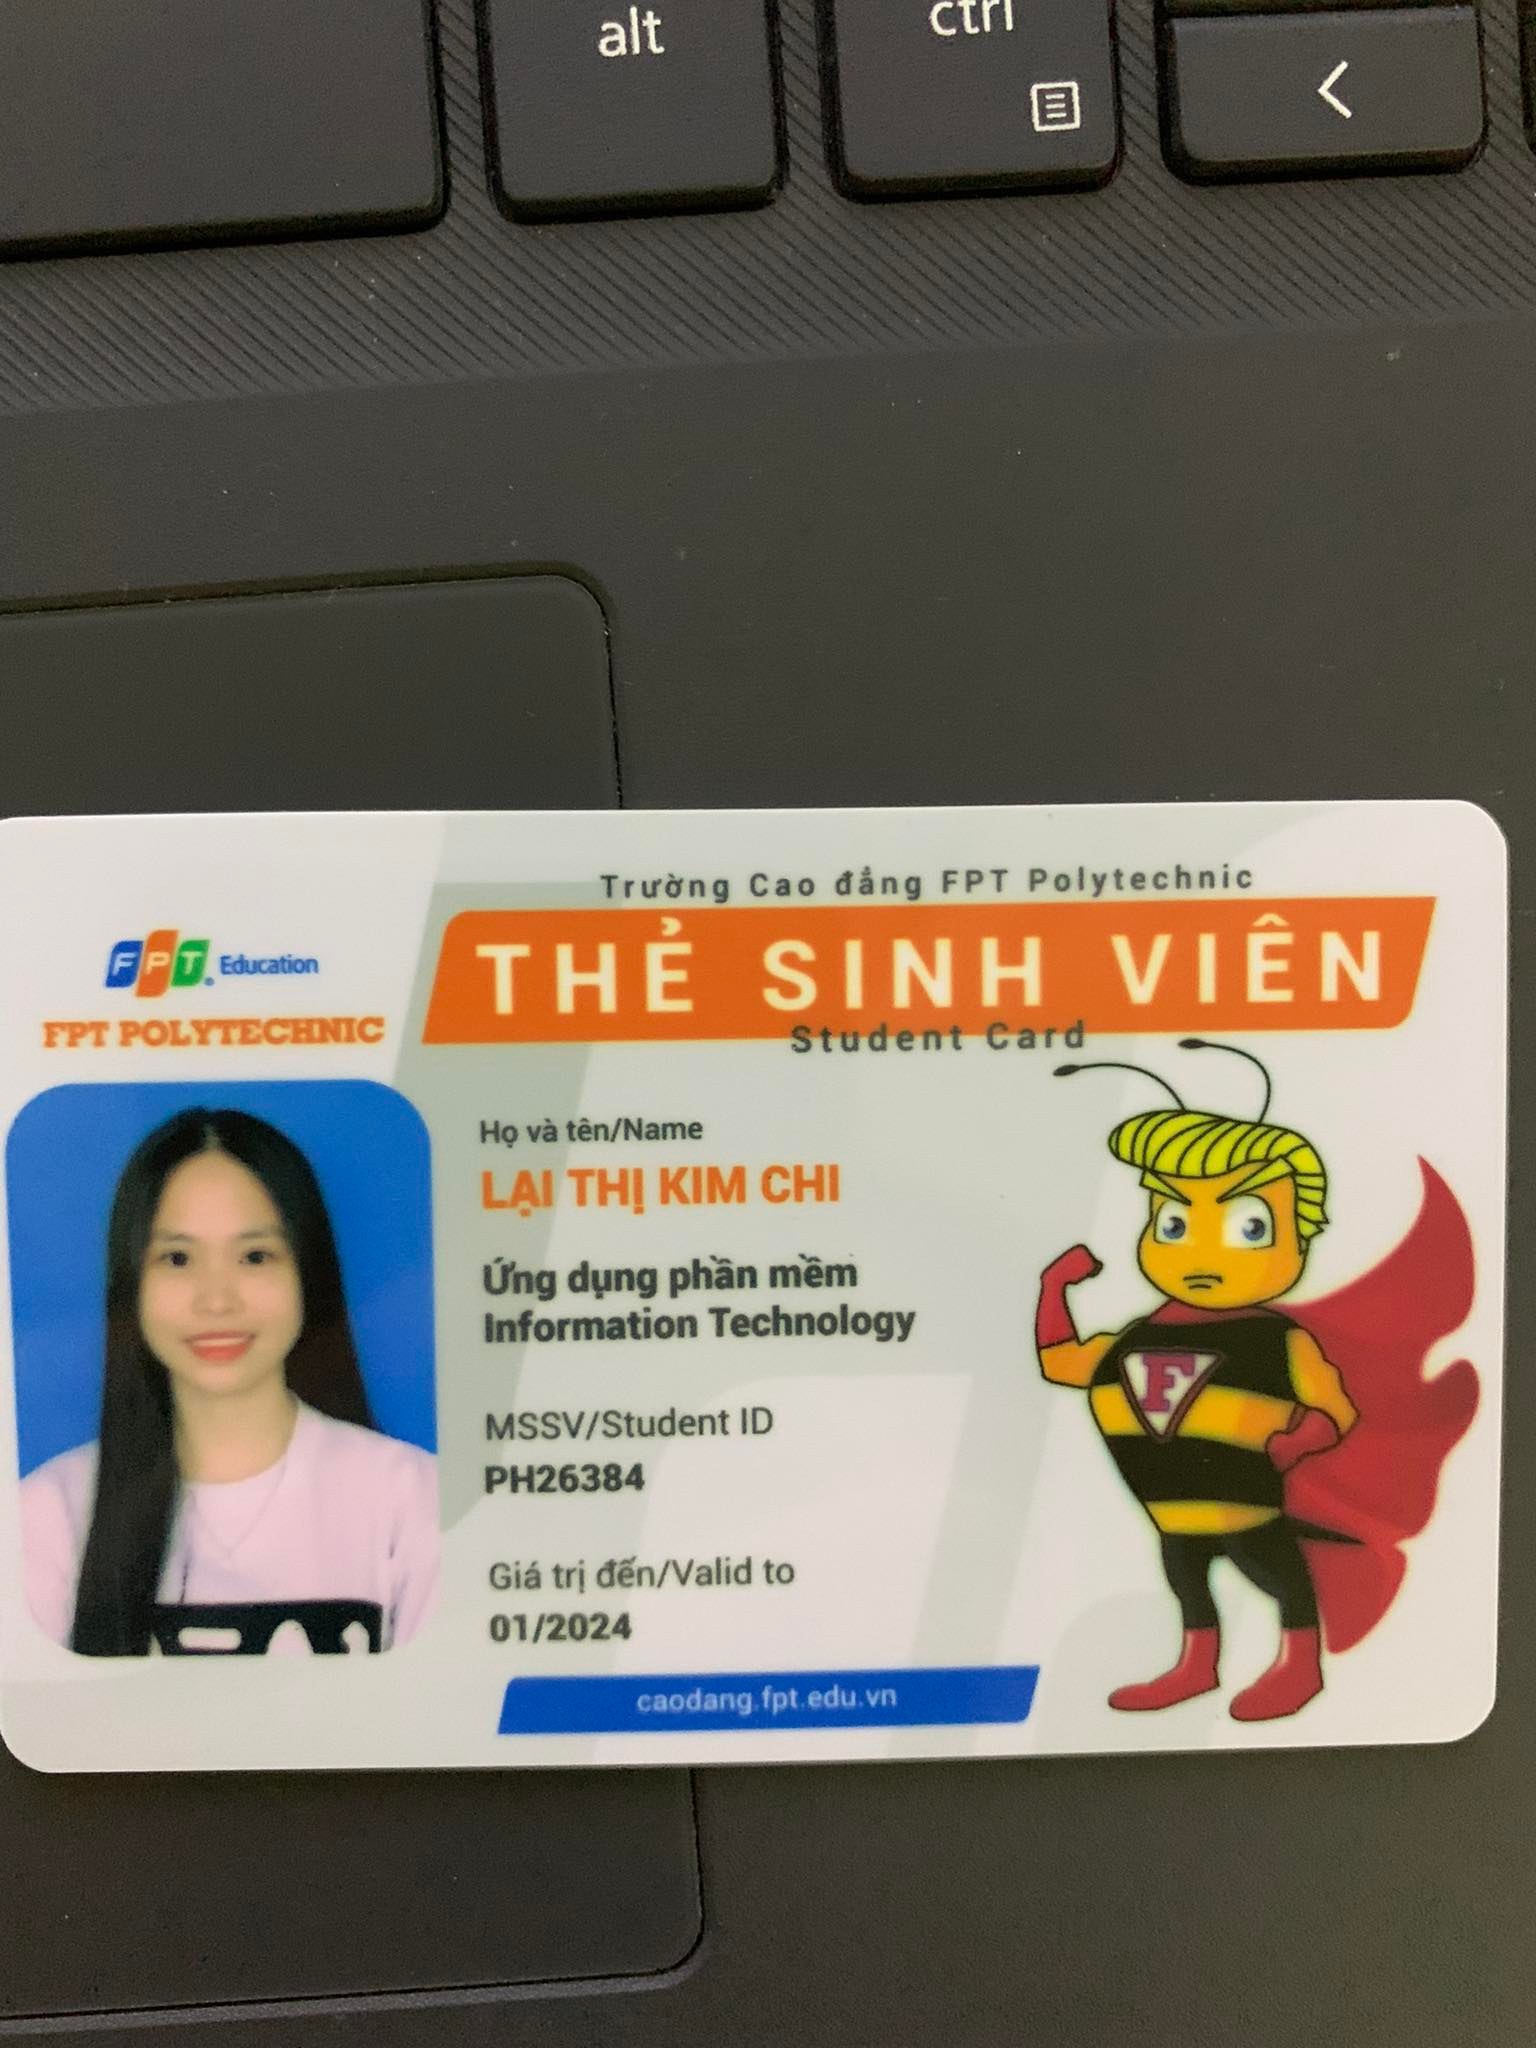 alt
ctrl
Trường Cao đẳng FPT Polytechnic
FPT Education
FPT POLYTECHNIC
THẺ SINH VIÊN
Student Card
Họ và tên/Name
LẠI THỊ KIM CHI
Ứng dụng phần mềm
Information Technology
F
MSSV/Student ID
PH26384
Giá trị đến/Valid to
01/2024
caodang.fpt.edu.vn